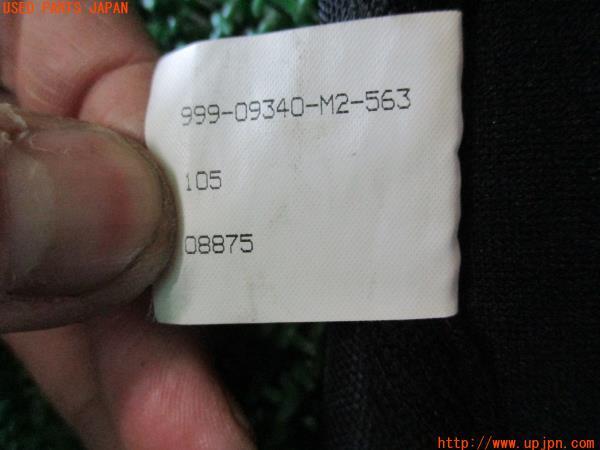 USED PARTS JAPAN
999-09340-M2-563
105
08875
http://www.upjpn.com/